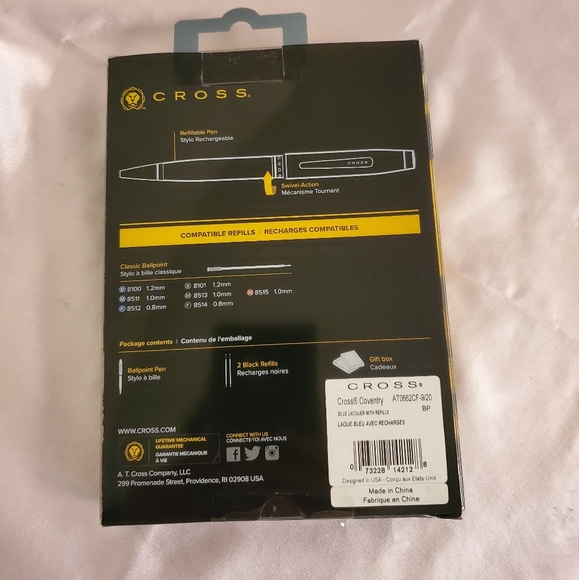 CROSS®
Refillable Pen
Stylo Rechargeable
CROSS
Swivel-Action
Mécanisme Tournant
COMPATIBLE REFILLS / RECHARGES COMPATIBLES
Classic Ballpoint
Stylo à bille classique
B 8100 1.2mm B 8101 1.2mm
M 8511 1.0mm M 8513 1.0mm M 8515 1.0mm
F 8512 0.8mm F 8514 0.8mm
Package contents | Contenu de l'emballage
Ballpoint Pen
Stylo à bille
2 Black Refills
Recharges noires
Gift box
Cadeaux
WWW.CROSS.COM
LIFETIME MECHANICAL
GUARANTEE
GARANTIE MÉCANIQUE
À VIE
CONNECT WITH US
CONNECTE-TOI AVEC NOUS
A. T. Cross Company, LLC
299 Promenade Street, Providence, RI 02908 USA
CROSS®
Cross® Coventry AT0662CF-9/20
BP
BLUE LACQUER WITH REFILLS
LAQUÉ BLEU AVEC RECHARGES
0 73228 14212 8
Designed in USA - Conçu aux Etats-Unis
Made in China
Fabrique en Chine